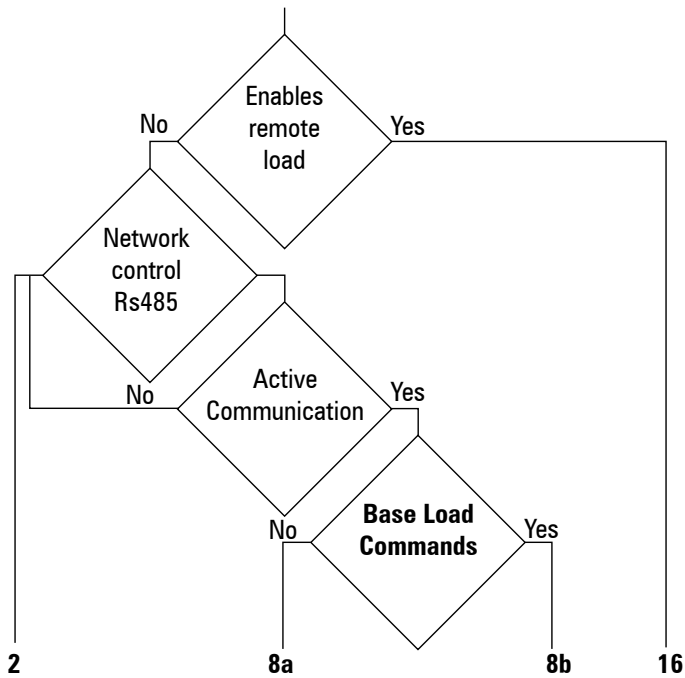 Enables
remote
load
No
Yes
Network
control
Rs485
No
Active
Communication
Yes
No
Base Load
Commands
Yes
2
8a
8b
16